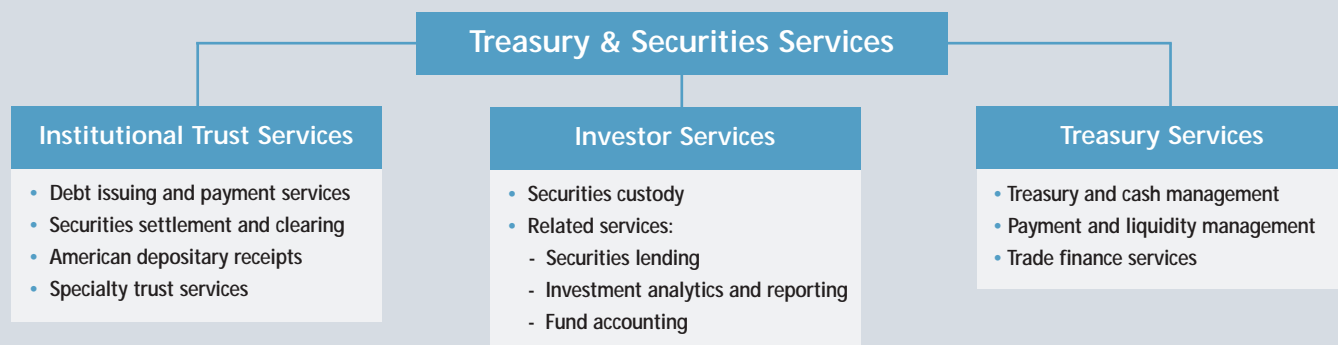 Treasury & Securities Services
Institutional Trust Services
• Debt issuing and payment services
• Securities settlement and clearing
• American depositary receipts
• Specialty trust services
Investor Services
• Securities custody
• Related services:
- Securities lending
- Investment analytics and reporting
- Fund accounting
Treasury Services
• Treasury and cash management
• Payment and liquidity management
• Trade finance services